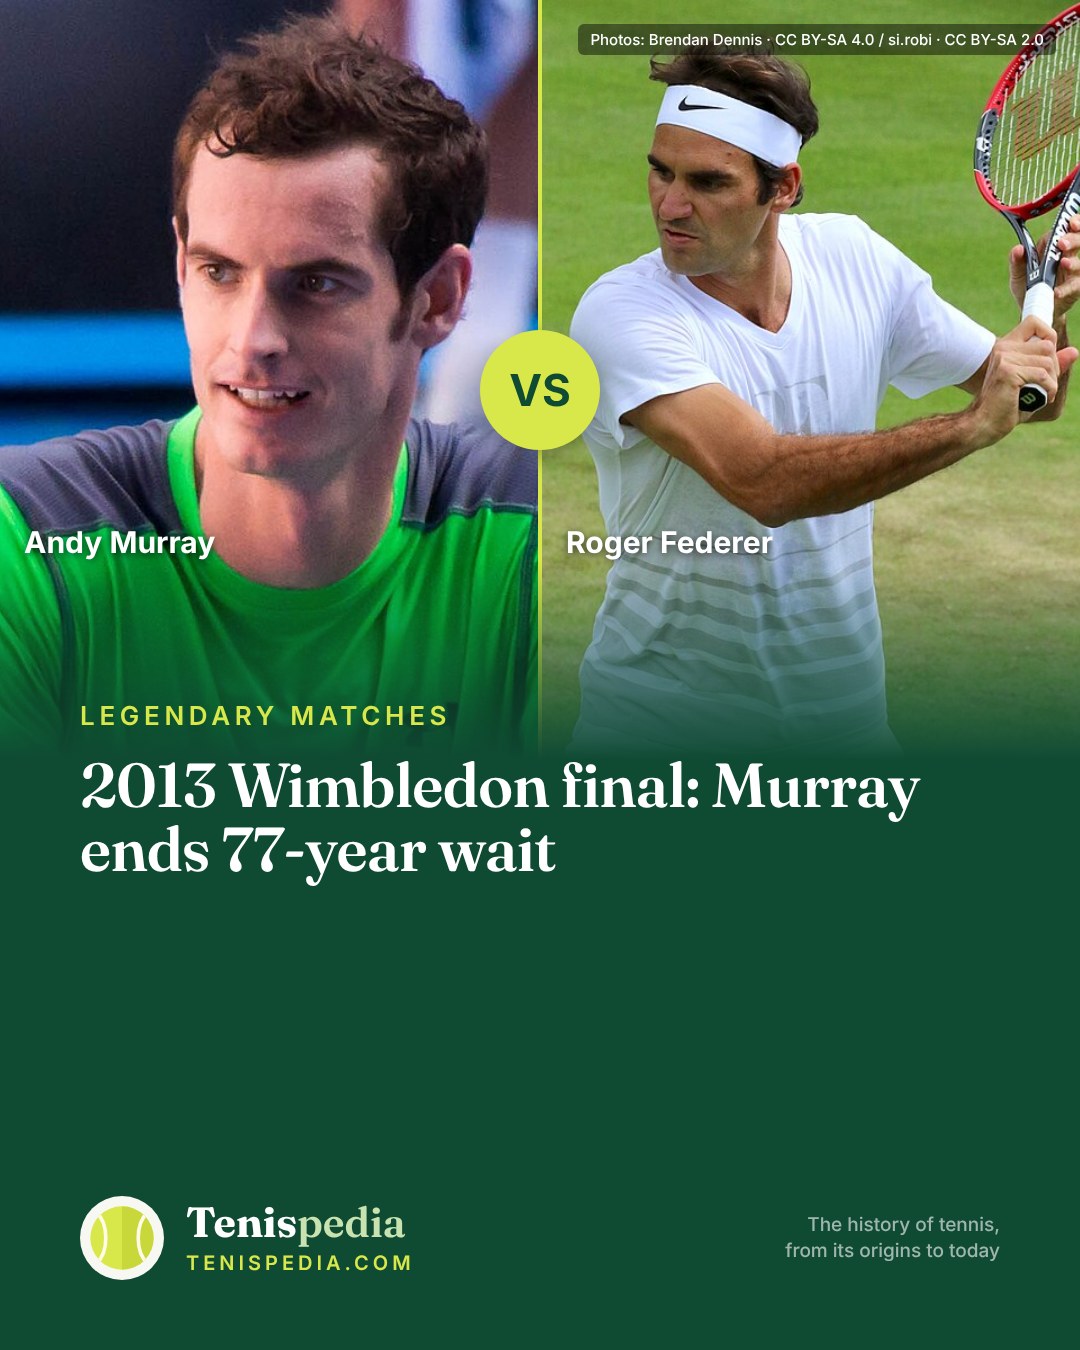 Photos: Brendan Dennis · CC BY-SA 4.0 / si.robi · CC BY-SA 2.0
VS
Andy Murray
Roger Federer
LEGENDARY MATCHES
2013 Wimbledon final: Murray
ends 77-year wait
Tenispedia
TENISPEDIA.COM
The history of tennis,
from its origins to today